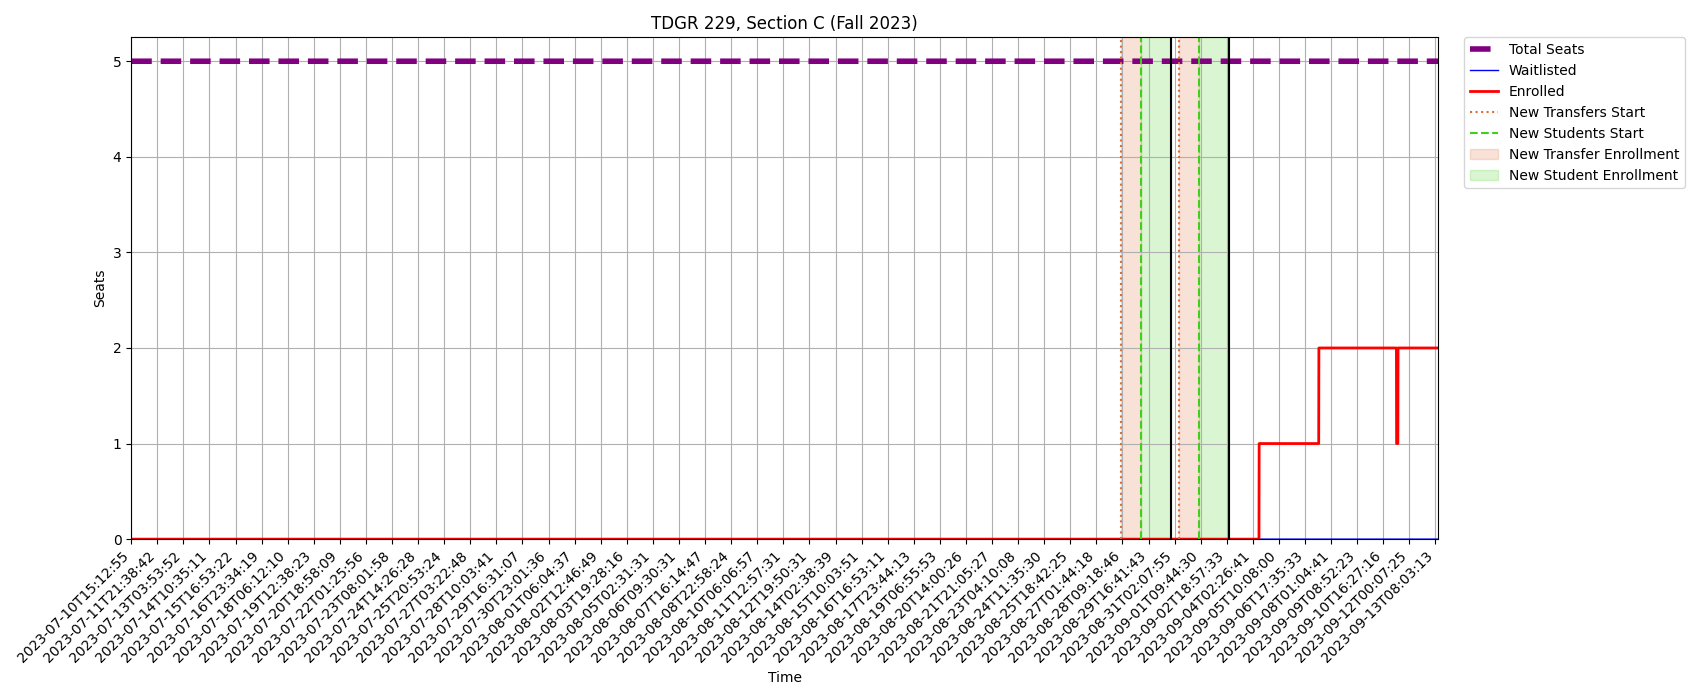 TDGR 229, Section C (Fall 2023)
Total Seats
Waitlisted
Enrolled
New Transfers Start
New Students Start
New Transfer Enrollment
New Student Enrollment
Seats
5
4
3
2
1
0
2023-07-10T15:12:55
2023-07-11T21:38:42
2023-07-13T03:53:52
2023-07-14T10:35:11
2023-07-15T16:53:22
2023-07-16T23:34:19
2023-07-18T06:12:10
2023-07-19T12:38:23
2023-07-20T18:58:09
2023-07-22T01:25:56
2023-07-23T08:01:58
2023-07-24T14:26:28
2023-07-25T20:53:24
2023-07-27T03:22:48
2023-07-28T10:03:41
2023-07-29T16:31:07
2023-07-30T23:01:36
2023-08-01T06:04:37
2023-08-02T12:46:49
2023-08-03T19:28:16
2023-08-05T02:31:31
2023-08-06T09:30:31
2023-08-07T16:14:47
2023-08-08T22:58:24
2023-08-10T06:06:57
2023-08-11T12:57:31
2023-08-12T19:50:31
2023-08-14T02:38:39
2023-08-15T10:03:51
2023-08-16T16:53:11
2023-08-17T23:44:13
2023-08-19T06:55:53
2023-08-20T14:00:26
2023-08-21T21:05:27
2023-08-23T04:10:08
2023-08-24T11:35:30
2023-08-25T18:42:25
2023-08-27T01:44:18
2023-08-28T09:18:46
2023-08-29T16:41:43
2023-08-31T02:07:55
2023-09-01T09:44:30
2023-09-02T18:57:33
2023-09-04T02:26:41
2023-09-05T10:08:00
2023-09-06T17:35:33
2023-09-08T01:04:41
2023-09-09T08:52:23
2023-09-10T16:27:16
2023-09-12T00:07:25
2023-09-13T08:03:13
Time